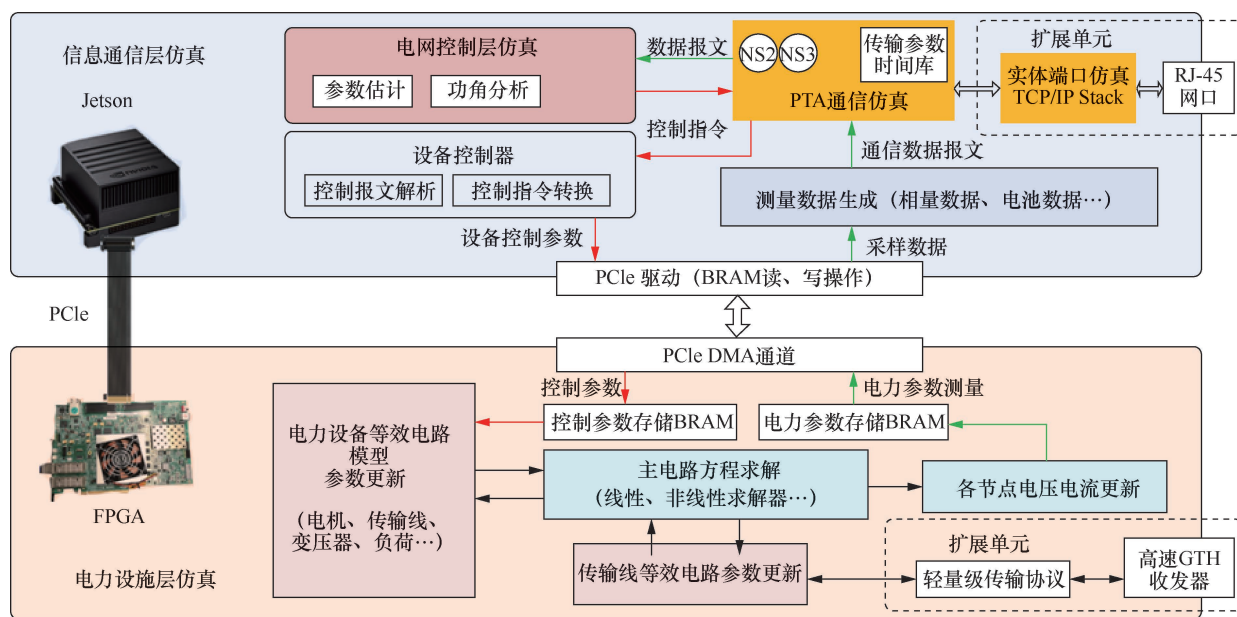 信息通信层仿真
Jetson
电网控制层仿真
参数估计
功角分析
数据报文
控制指令
NS2
NS3
传输参数
时间库
PTA通信仿真
扩展单元
实体端口仿真
TCP/IP Stack
RJ-45
网口
设备控制器
控制报文解析
控制指令转换
通信数据报文
测量数据生成（相量数据、电池数据…）
设备控制参数
采样数据
PCle 驱动（BRAM读、写操作）
PCle
PCle DMA通道
控制参数
电力参数测量
控制参数存储BRAM
电力参数存储BRAM
电力设备等效电路
模型
参数更新
（电机、传输线、
变压器、负荷…）
主电路方程求解
（线性、非线性求解器…）
各节点电压电流更新
FPGA
电力设施层仿真
传输线等效电路参数更新
扩展单元
轻量级传输协议
高速GTH
收发器